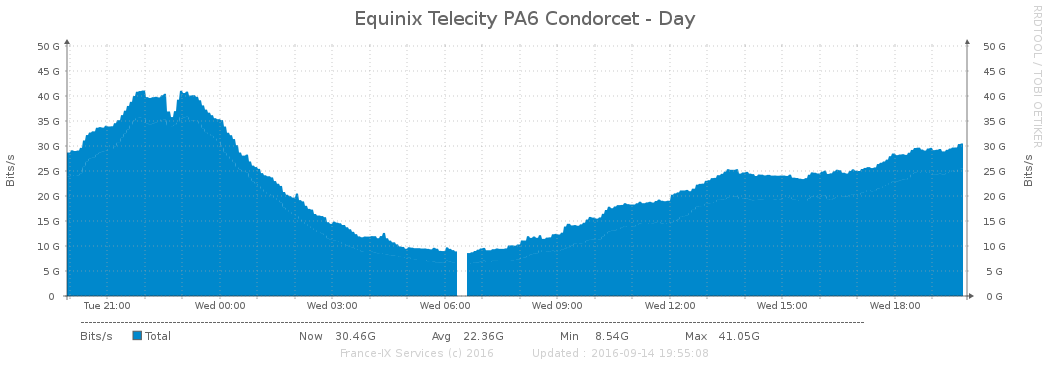 Equinix Telecity PA6 Condorcet - Day
RRDTOOL / TOBI OETIKER
50 G 50 G
45 G 45 G
40 G 40 G
35 G 35 G
30 G 30 G
25 G 25 G
20 G 20 G
15 G 15 G
10 G 10 G
5 G 5 G
0 0 G
Bits/s
Bits/s
Tue 21:00 Wed 00:00 Wed 03:00 Wed 06:00 Wed 09:00 Wed 12:00 Wed 15:00 Wed 18:00
Bits/s Total Now 30.46G Avg 22.36G Min 8.54G Max 41.05G
France-IX Services (c) 2016 Updated : 2016-09-14 19:55:08